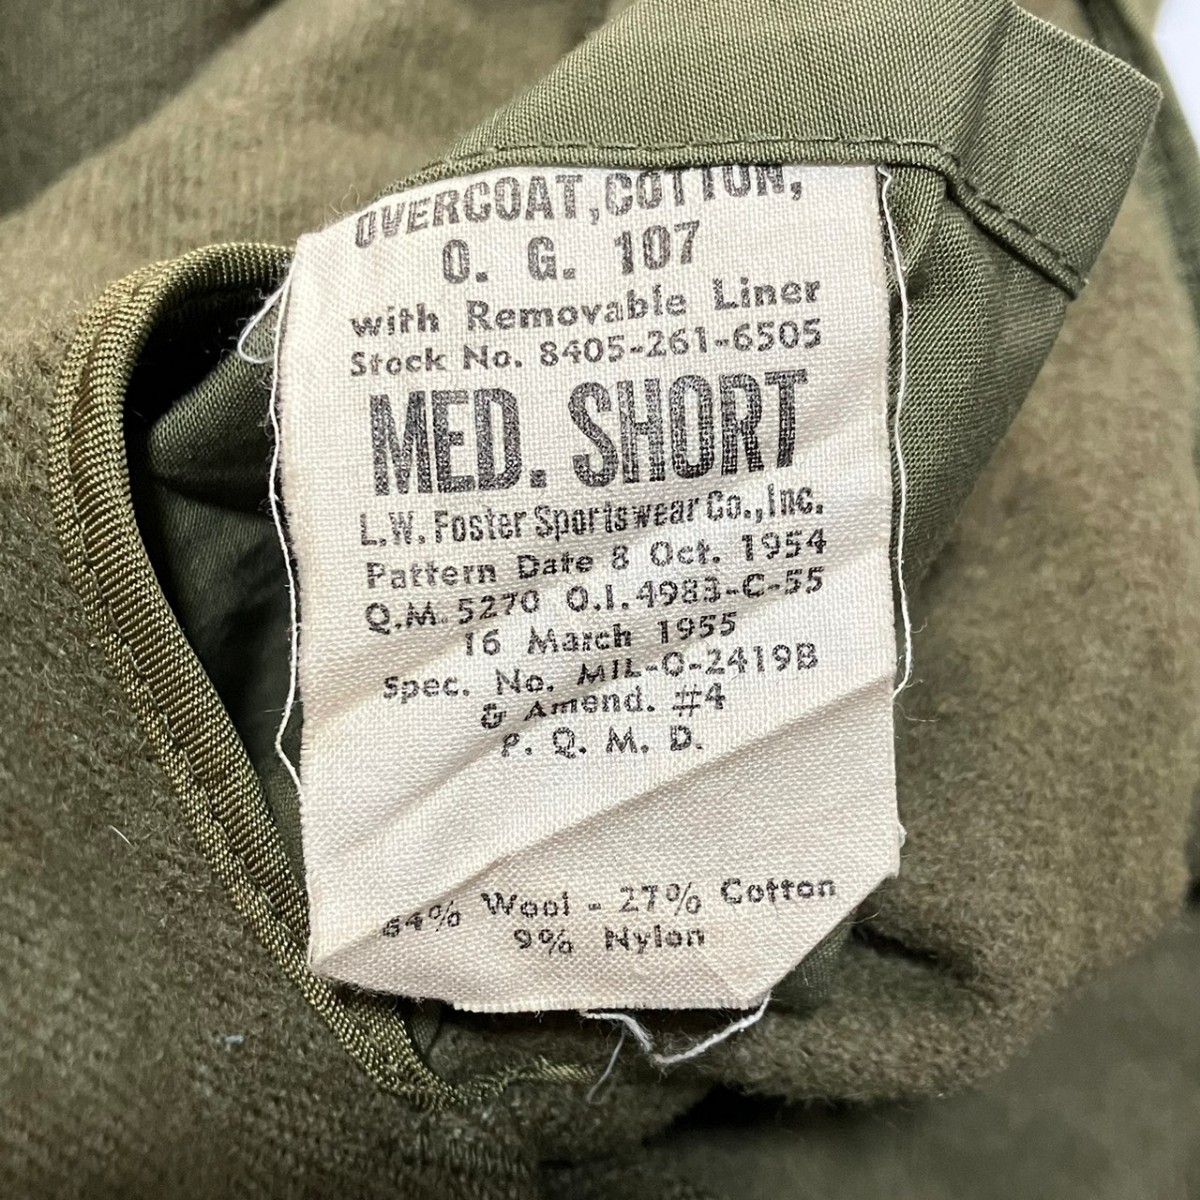 OVERCOAT, COTTON,
O. G. 107
with Removable Liner
Stock No. 8405-261-6505
MED. SHORT
L.W. Foster Sportswear Co., Inc.
Pattern Date 8 Oct. 1954
Q.M. 5270 O.I. 4983-C-55
16 March 1955
Spec. No. MIL-O-2419B
& Amend. #4
P. Q. M. D.
64% Wool - 27% Cotton
9% Nylon